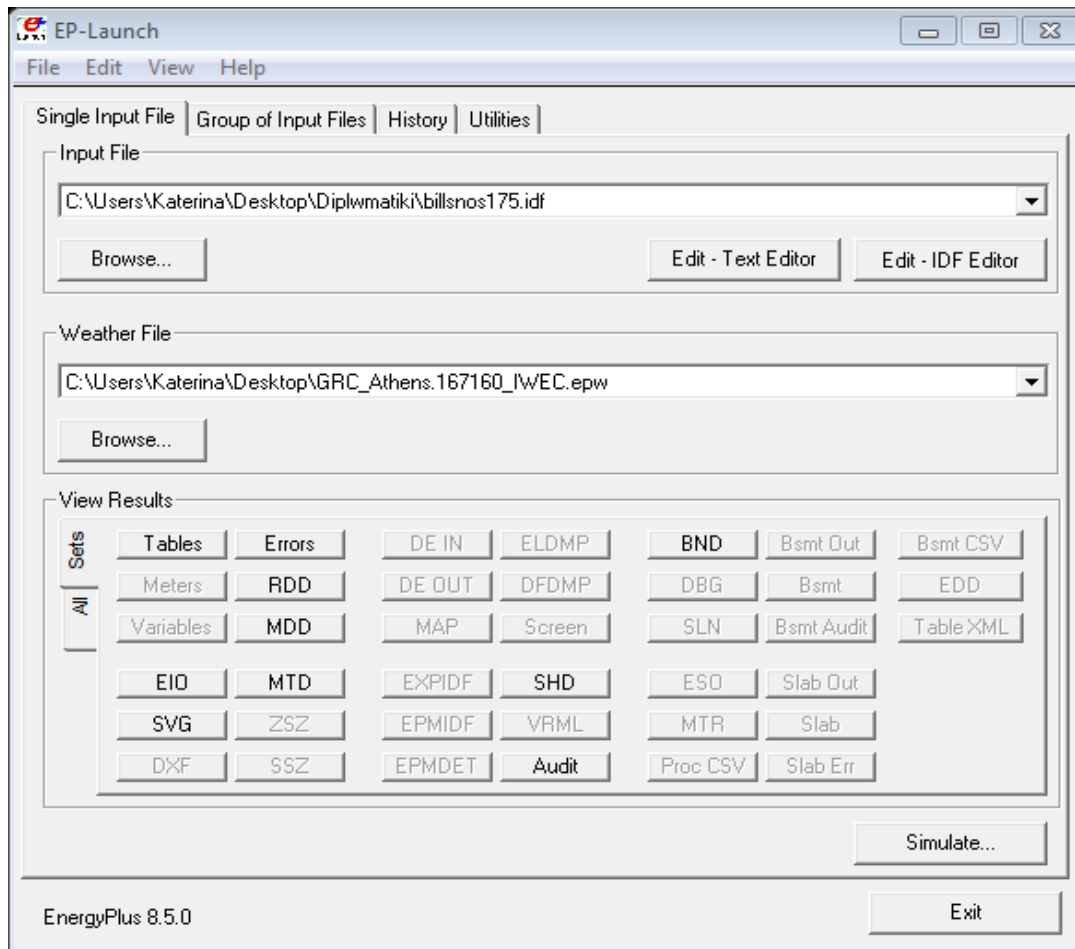 EP-Launch
File Edit View Help
Single Input File Group of Input Files History Utilities
Input File
C:\Users\Katerina\Desktop\Diplwmatiki\billsnos175.idf
Browse... Edit - Text Editor Edit - IDF Editor
Weather File
C:\Users\Katerina\Desktop\GRC_Athens.167160_IWEC.epw
Browse...
View Results
Sets
All
Tables Errors DE IN ELDMP BND Bsmt Out Bsmt CSV
Meters RDD DE OUT DFDMP DBG Bsmt EDD
Variables MDD MAP Screen SLN Bsmt Audit Table XML
EIO MTD EXPIDF SHD ESO Slab Out
SVG ZSZ EPMIDF VRML MTR Slab
DXF SSZ EPMDET Audit Proc CSV Slab Err
Simulate...
EnergyPlus 8.5.0 Exit